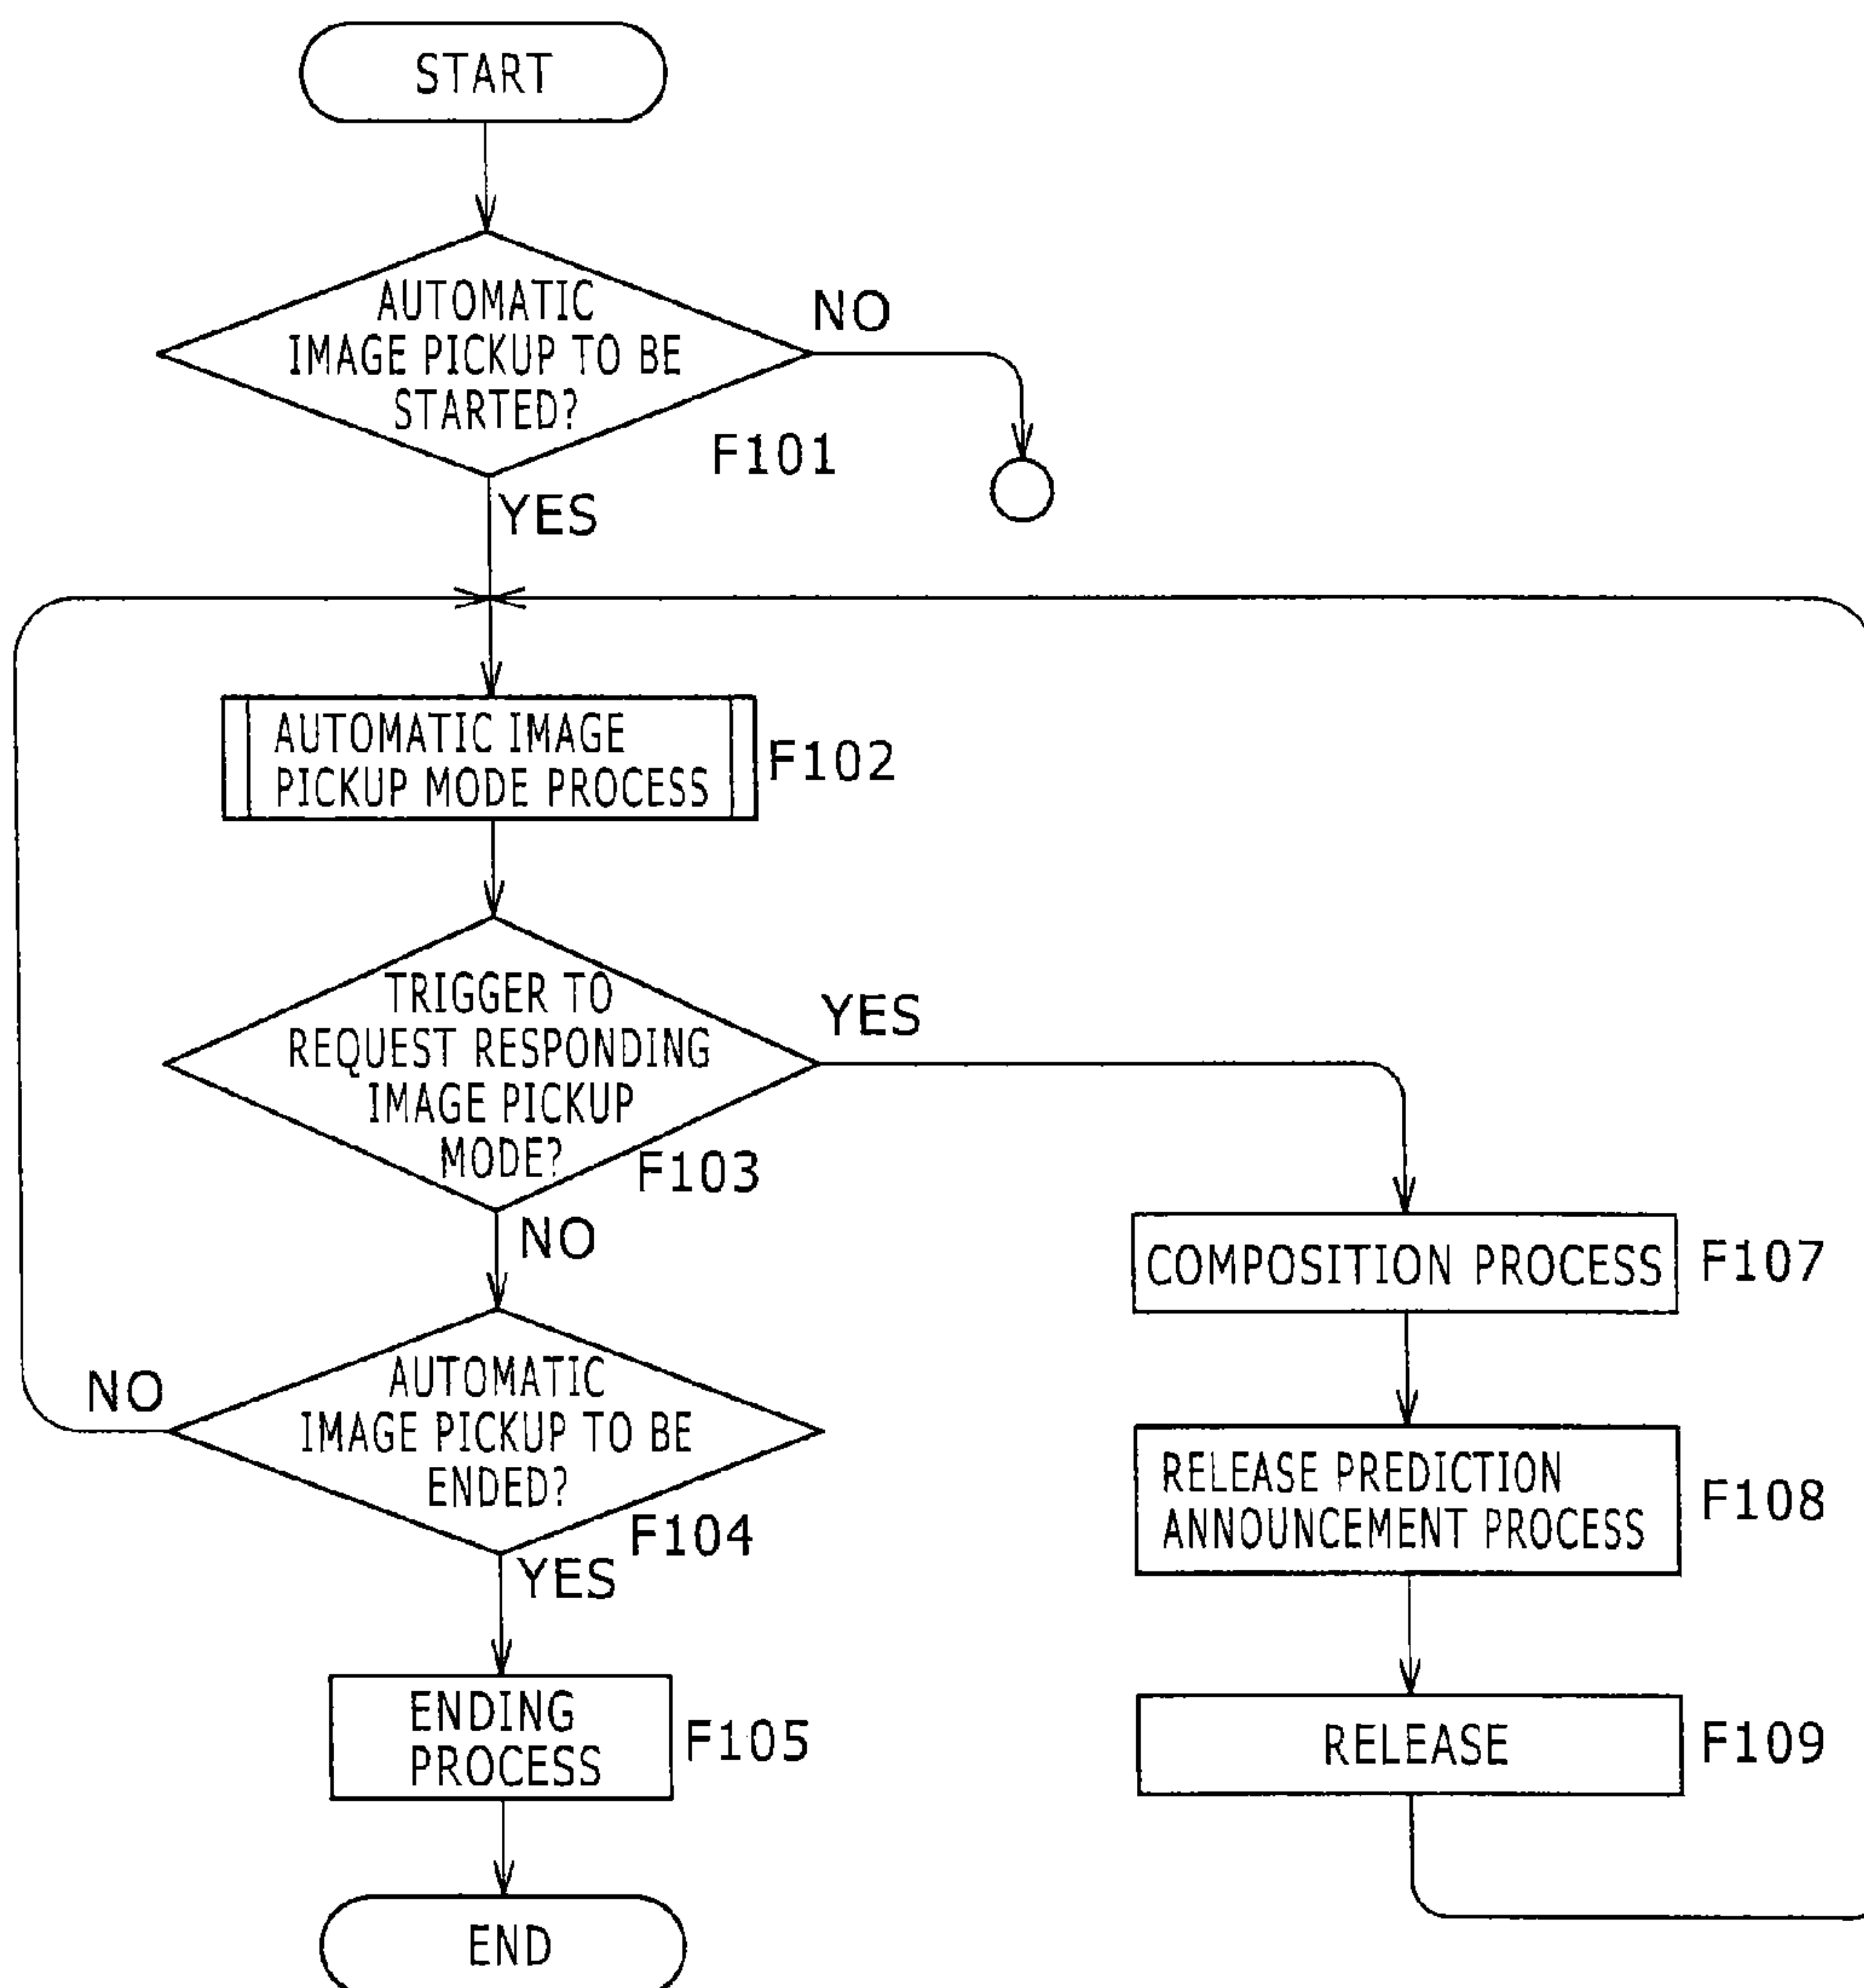 START
AUTOMATIC
IMAGE PICKUP TO BE
STARTED?
NO
F101
YES
AUTOMATIC IMAGE
PICKUP MODE PROCESS
F102
TRIGGER TO
REQUEST RESPONDING
IMAGE PICKUP
MODE?
YES
F103
NO
COMPOSITION PROCESS
F107
AUTOMATIC
IMAGE PICKUP TO BE
ENDED?
NO
F104
YES
RELEASE PREDICTION
ANNOUNCEMENT PROCESS
F108
ENDING
PROCESS
F105
RELEASE
F109
END